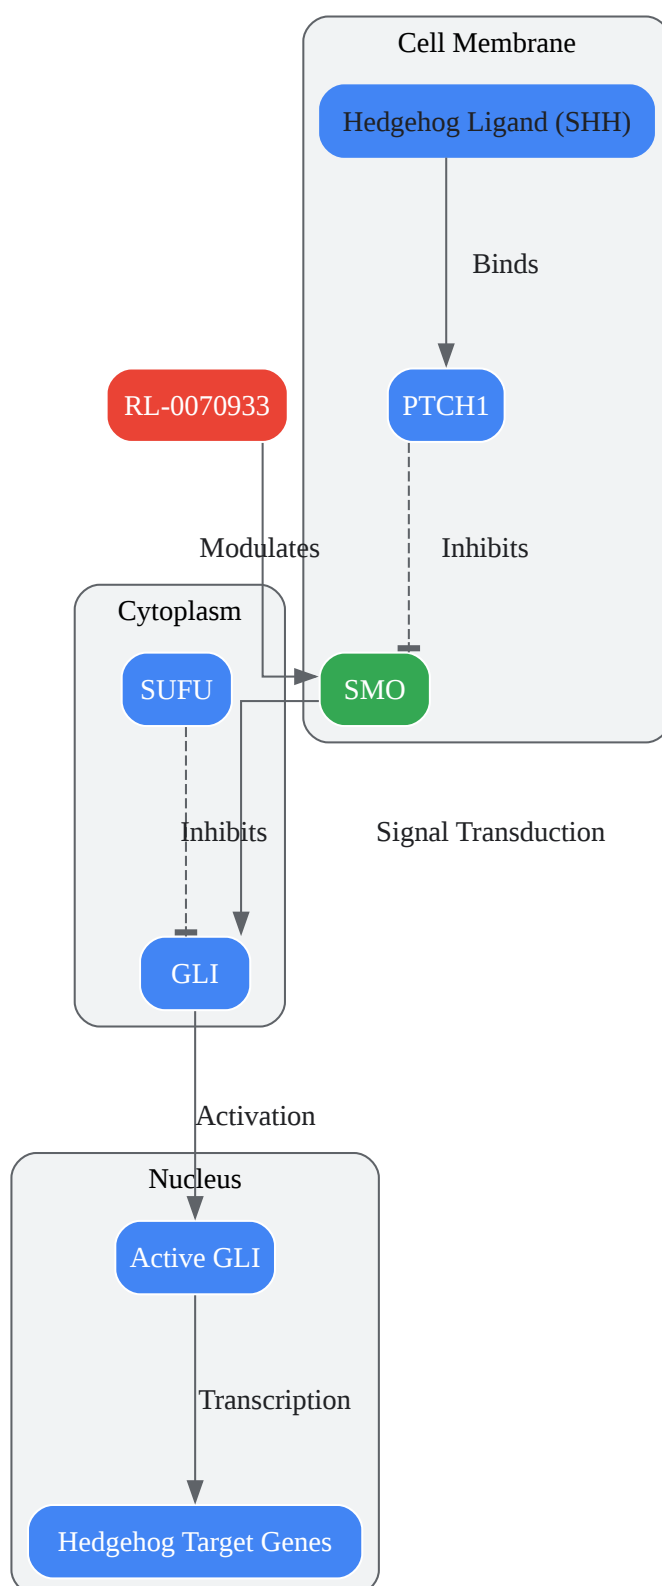 Cell Membrane
Hedgehog Ligand (SHH)
Binds
RL-0070933
PTCH1
Modulates
Inhibits
Cytoplasm
SUFU
SMO
Inhibits
Signal Transduction
GLI
Activation
Nucleus
Active GLI
Transcription
Hedgehog Target Genes